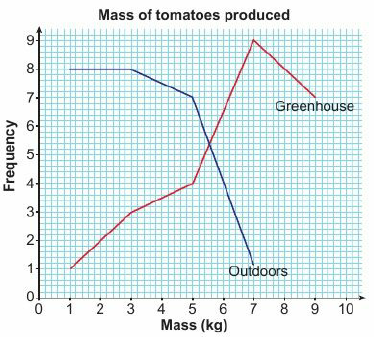 Mass of tomatoes produced
Frequency
9
8
7
6
5
4
3
2
1
0
Greenhouse
Outdoors
0 1 2 3 4 5 6 7 8 9 10
Mass (kg)